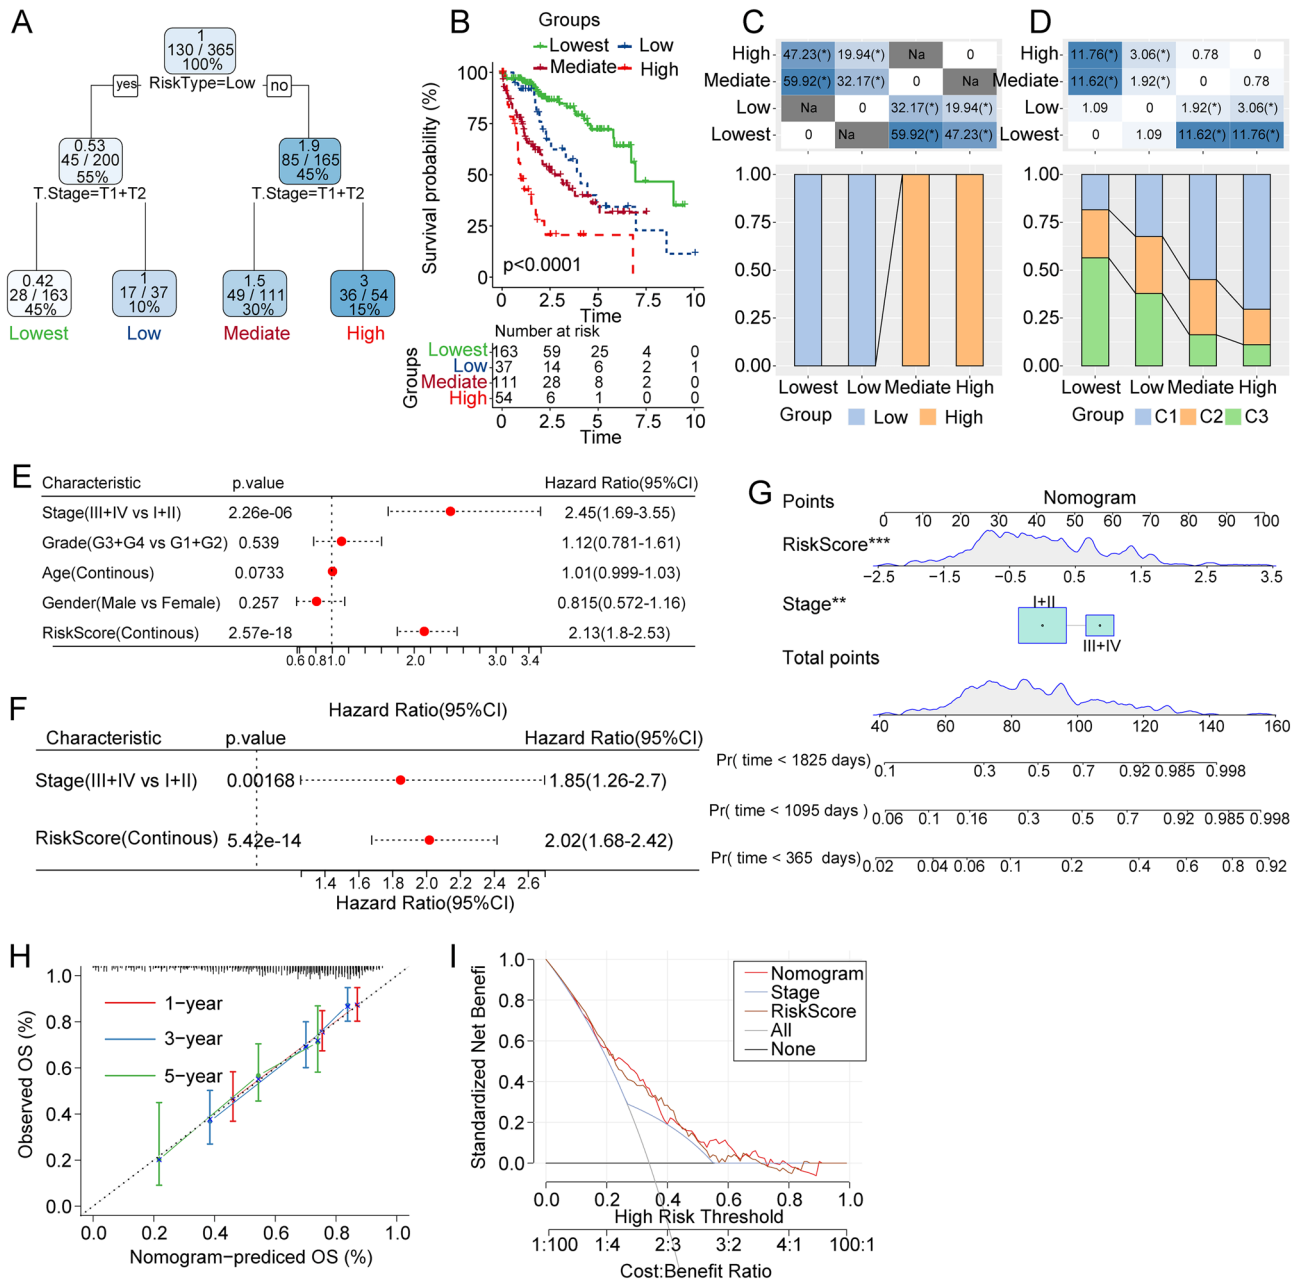 A
1
130 / 365
100%
yes
RiskType=Low
no
0.53
45 / 200
55%
T.Stage=T1+T2
1.9
85 / 165
45%
T.Stage=T1+T2
0.42
28 / 163
45%
Lowest
1
17 / 37
10%
Low
1.5
49 / 111
30%
Mediate
3
36 / 54
15%
High
B
Groups
Lowest
Low
Mediate
High
Survival probability (%)
100
75
50
25
0
p<0.0001
0 2.5 5 7.5 10
Time
Number at risk
Groups
Lowest 163 59 25 4 0
Low 37 14 6 2 1
Mediate 111 28 8 2 0
High 54 6 1 0 0
0 2.5 5 7.5 10
Time
C
High 47.23(*) 19.94(*) Na 0
Mediate 59.92(*) 32.17(*) 0 Na
Low Na 0 32.17(*) 19.94(*)
Lowest 0 Na 59.92(*) 47.23(*)
1.00
0.75
0.50
0.25
0.00
Lowest Low Mediate High
Group Low High
D
High 11.76(*) 3.06(*) 0.78 0
Mediate 11.62(*) 1.92(*) 0 0.78
Low 1.09 0 1.92(*) 3.06(*)
Lowest 0 1.09 11.62(*) 11.76(*)
1.00
0.75
0.50
0.25
0.00
Lowest Low Mediate High
Group C1 C2 C3
E
Characteristic p.value Hazard Ratio(95%CI)
Stage(III+IV vs I+II) 2.26e-06 2.45(1.69-3.55)
Grade(G3+G4 vs G1+G2) 0.539 1.12(0.781-1.61)
Age(Continous) 0.0733 1.01(0.999-1.03)
Gender(Male vs Female) 0.257 0.815(0.572-1.16)
RiskScore(Continous) 2.57e-18 2.13(1.8-2.53)
0.6 0.8 1.0 2.0 3.0 3.4
Hazard Ratio(95%CI)
F
Characteristic p.value Hazard Ratio(95%CI)
Stage(III+IV vs I+II) 0.00168 1.85(1.26-2.7)
RiskScore(Continous) 5.42e-14 2.02(1.68-2.42)
1.4 1.6 1.8 2.0 2.2 2.4 2.6
Hazard Ratio(95%CI)
G
Nomogram
Points
0 10 20 30 40 50 60 70 80 90 100
RiskScore***
−2.5 −1.5 −0.5 0.5 1.5 2.5 3.5
Stage**
I+II
III+IV
Total points
40 60 80 100 120 140 160
Pr( time < 1825 days)
0.1 0.3 0.5 0.7 0.92 0.985 0.998
Pr( time < 1095 days )
0.06 0.1 0.16 0.3 0.5 0.7 0.92 0.985 0.998
Pr( time < 365 days)
0.02 0.04 0.06 0.1 0.2 0.4 0.6 0.8 0.92
H
Observed OS (%)
1.0
0.8
0.6
0.4
0.2
0.0
1−year
3−year
5−year
0.0 0.2 0.4 0.6 0.8 1.0
Nomogram−prediced OS (%)
I
Standardized Net Benefi
1.0
0.8
0.6
0.4
0.2
0.0
Nomogram
Stage
RiskScore
All
None
0.0 0.2 0.4 0.6 0.8 1.0
High Risk Threshold
1:100 1:4 2:3 3:2 4:1 100:1
Cost:Benefit Ratio